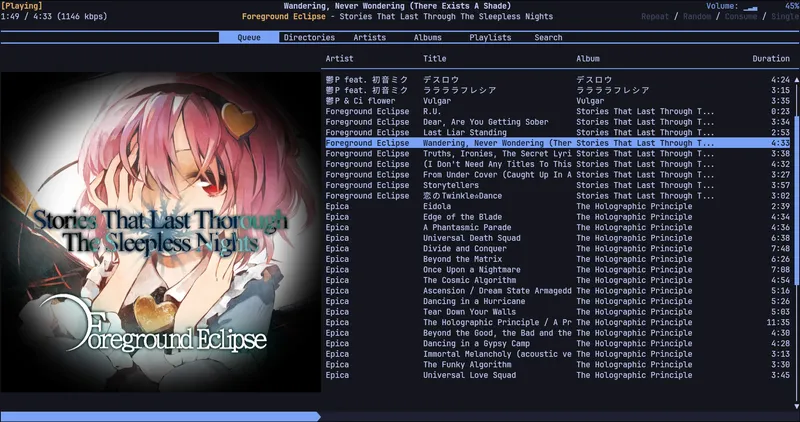 [Playing] Wandering, Never Wondering (There Exists A Shade) Volume: 45%
1:49 / 4:33 (1146 kbps) Foreground Eclipse - Stories That Last Through The Sleepless Nights Repeat / Random / Consume / Single
Queue Directories Artists Albums Playlists Search
Artist Title Album Duration
鬱P feat. 初音ミク デスロウ デスロウ 4:24
鬱P feat. 初音ミク ララララフレシア ララララフレシア 3:15
鬱P & Ci flower Vulgar Vulgar 3:35
Foreground Eclipse R.U. Stories That Last Through T... 0:23
Foreground Eclipse Dear, Are You Getting Sober Stories That Last Through T... 3:34
Foreground Eclipse Last Liar Standing Stories That Last Through T... 2:53
Foreground Eclipse Wandering, Never Wondering (Ther Stories That Last Through T... 4:33
Foreground Eclipse Truths, Ironies, The Secret Lyri Stories That Last Through T... 3:38
Foreground Eclipse (I Don't Need Any Titles To This Stories That Last Through T... 4:32
Foreground Eclipse From Under Cover (Caught Up In A Stories That Last Through T... 3:27
Foreground Eclipse Storytellers Stories That Last Through T... 3:57
Foreground Eclipse 恋のTwinkle☆Dance Stories That Last Through T... 3:02
Epica Eidola The Holographic Principle 2:39
Epica Edge of the Blade The Holographic Principle 4:34
Epica A Phantasmic Parade The Holographic Principle 4:36
Epica Universal Death Squad The Holographic Principle 6:38
Epica Divide and Conquer The Holographic Principle 7:48
Epica Beyond the Matrix The Holographic Principle 6:26
Epica Once Upon a Nightmare The Holographic Principle 7:08
Epica The Cosmic Algorithm The Holographic Principle 4:54
Epica Ascension / Dream State Armagedd The Holographic Principle 5:16
Epica Dancing in a Hurricane The Holographic Principle 5:26
Epica Tear Down Your Walls The Holographic Principle 5:03
Epica The Holographic Principle / A Pr The Holographic Principle 11:35
Epica Beyond the Good, the Bad and the The Holographic Principle 4:30
Epica Dancing in a Gypsy Camp The Holographic Principle 4:28
Epica Immortal Melancholy (acoustic ve The Holographic Principle 3:13
Epica The Funky Algorithm The Holographic Principle 3:30
Epica Universal Love Squad The Holographic Principle 3:45
Stories That Last Thorough
The Sleepless Nights
Foreground Eclipse